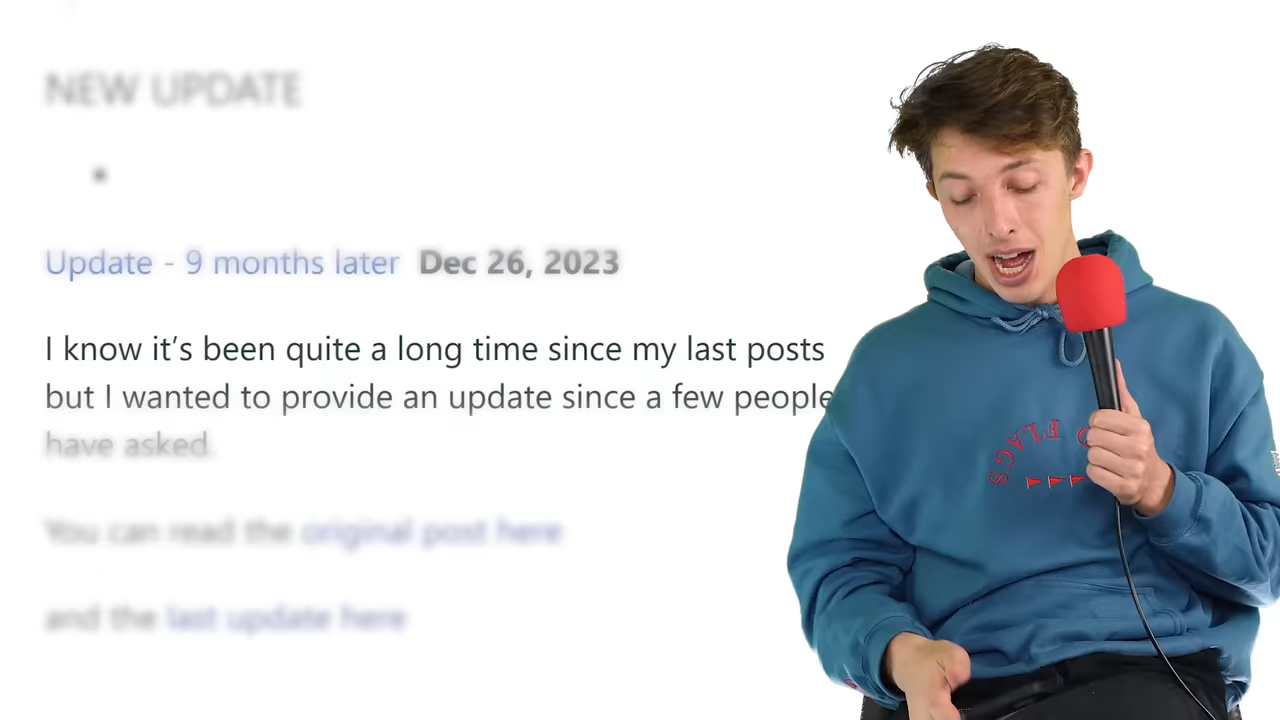 NEW UPDATE
Update - 9 months later Dec 26, 2023
I know it’s been quite a long time since my last posts
but I wanted to provide an update since a few people
have asked.
You can read the original post here
and the last update here
FLAGS